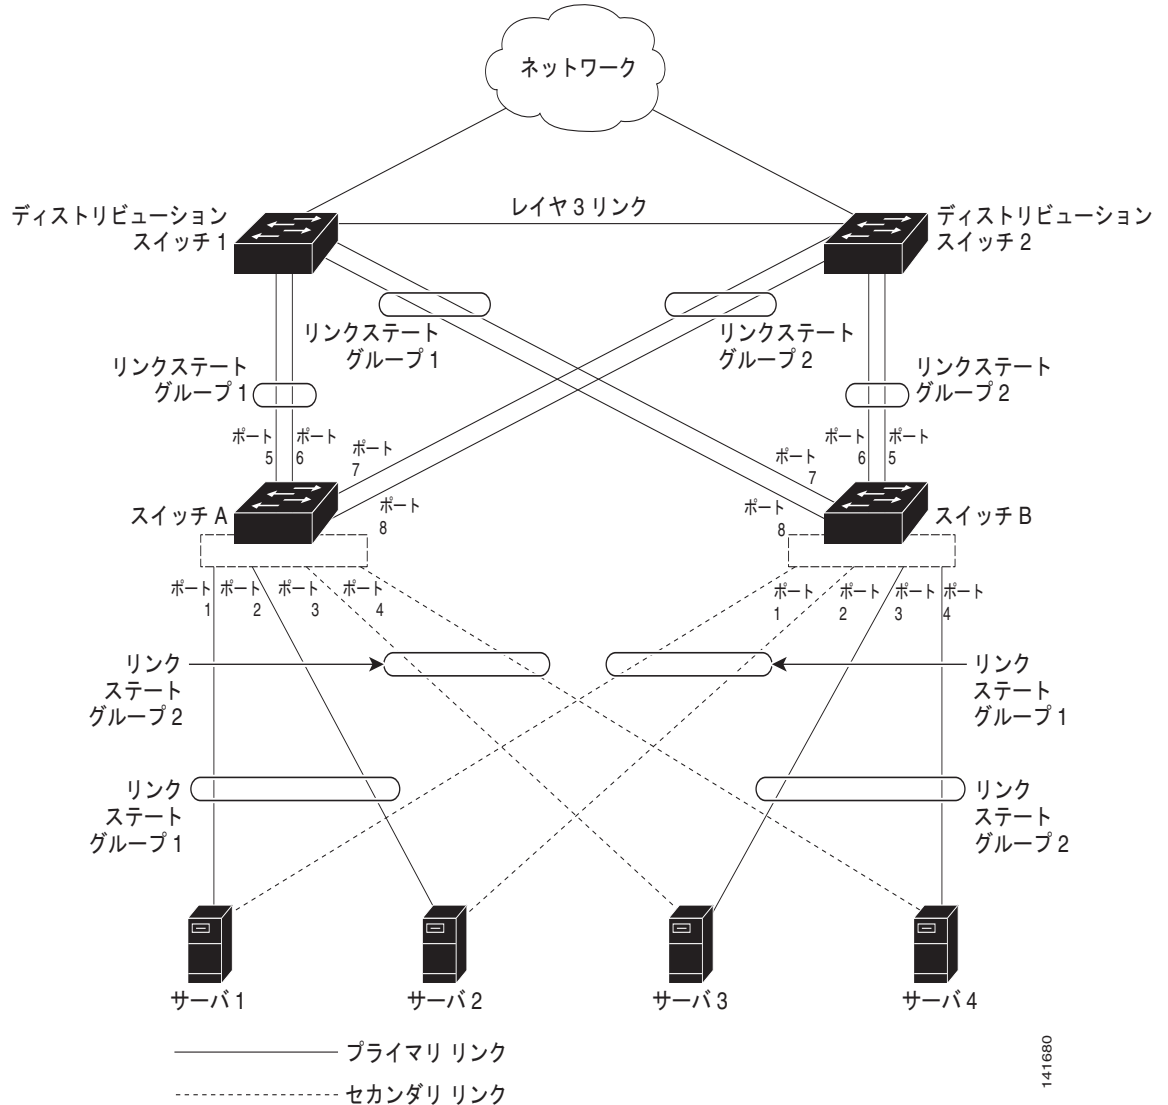 ネットワーク
レイヤ 3 リンク
ディストリビューション
スイッチ 1
ディストリビューション
スイッチ 2
リンクステート
グループ 1
リンクステート
グループ 2
リンクステート
グループ 1
リンクステート
グループ 2
ポート
5
ポート
6
ポート
7
ポート
8
ポート
7
ポート
6
ポート
5
ポート
8
スイッチ A
スイッチ B
ポート
1
ポート
2
ポート
3
ポート
4
ポート
1
ポート
2
ポート
3
ポート
4
リンク
ステート
グループ 2
リンク
ステート
グループ 1
リンク
ステート
グループ 1
リンク
ステート
グループ 2
サーバ 1
サーバ 2
サーバ 3
サーバ 4
プライマリ リンク
セカンダリ リンク
141680